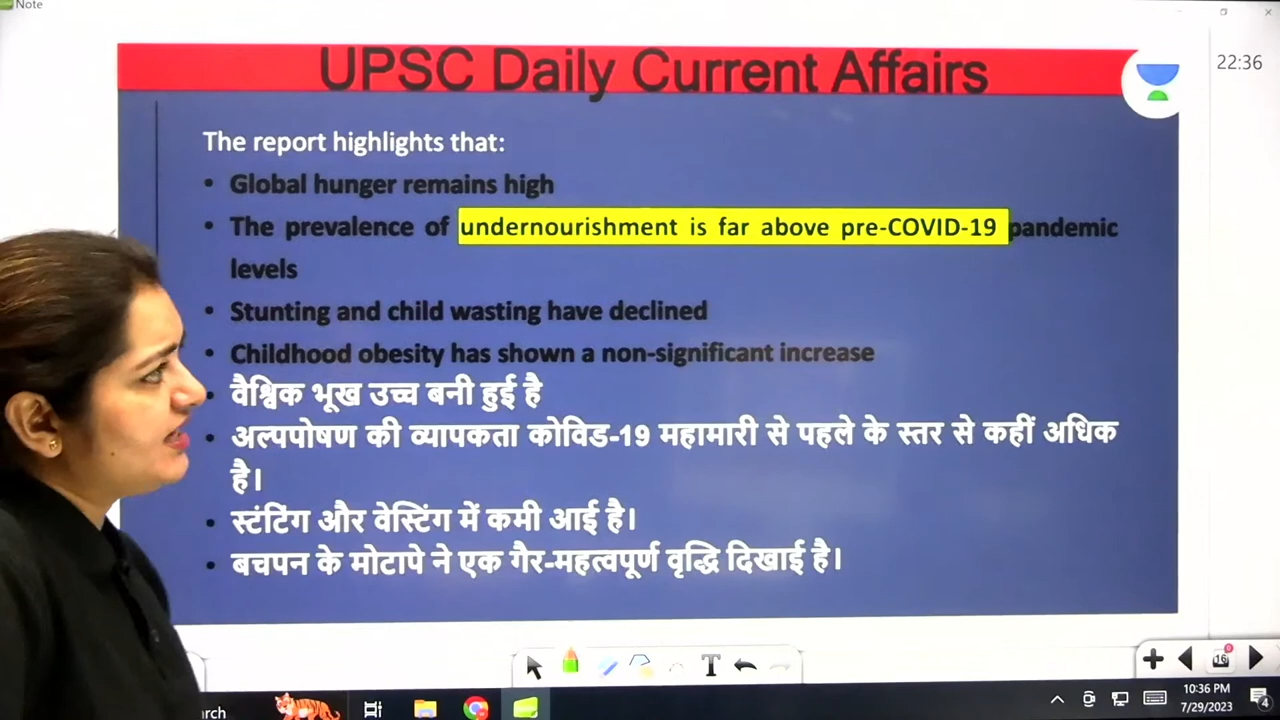 Note
UPSC Daily Current Affairs
22:36
The report highlights that:
• Global hunger remains high
• The prevalence of undernourishment is far above pre-COVID-19 pandemic
levels
• Stunting and child wasting have declined
• Childhood obesity has shown a non-significant increase
• वैश्विक भूख उच्च बनी हुई है
• अल्पपोषण की व्यापकता कोविड-19 महामारी से पहले के स्तर से कहीं अधिक
है।
• स्टंटिंग और वेस्टिंग में कमी आई है।
• बचपन के मोटापे ने एक गैर-महत्वपूर्ण वृद्धि दिखाई है।
T
16
arch
10:36 PM
7/29/2023
4